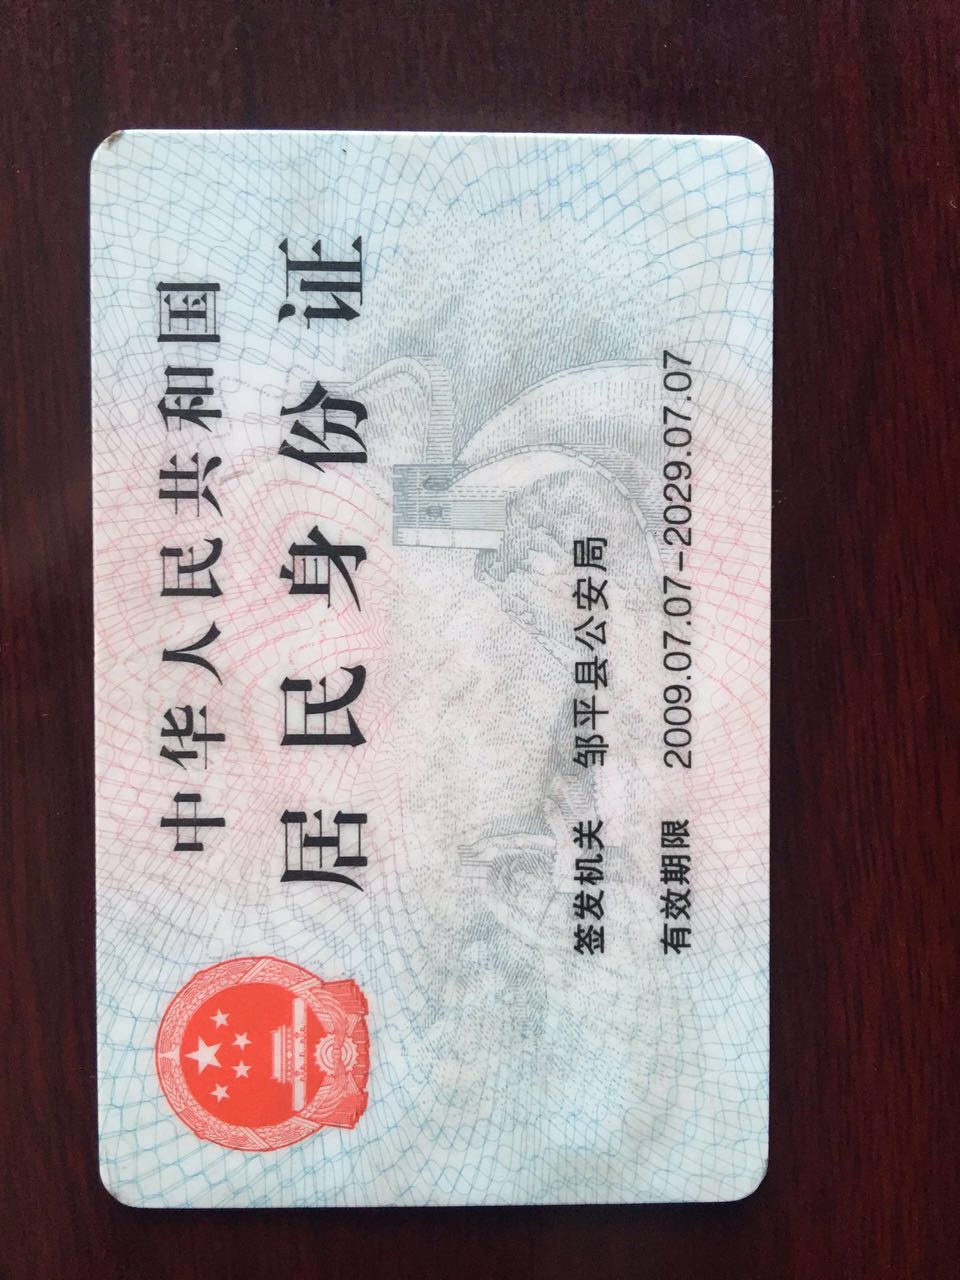 中华人民共和国
居民身份证
签发机关 邹平县公安局
有效期限 2009.07.07-2029.07.07